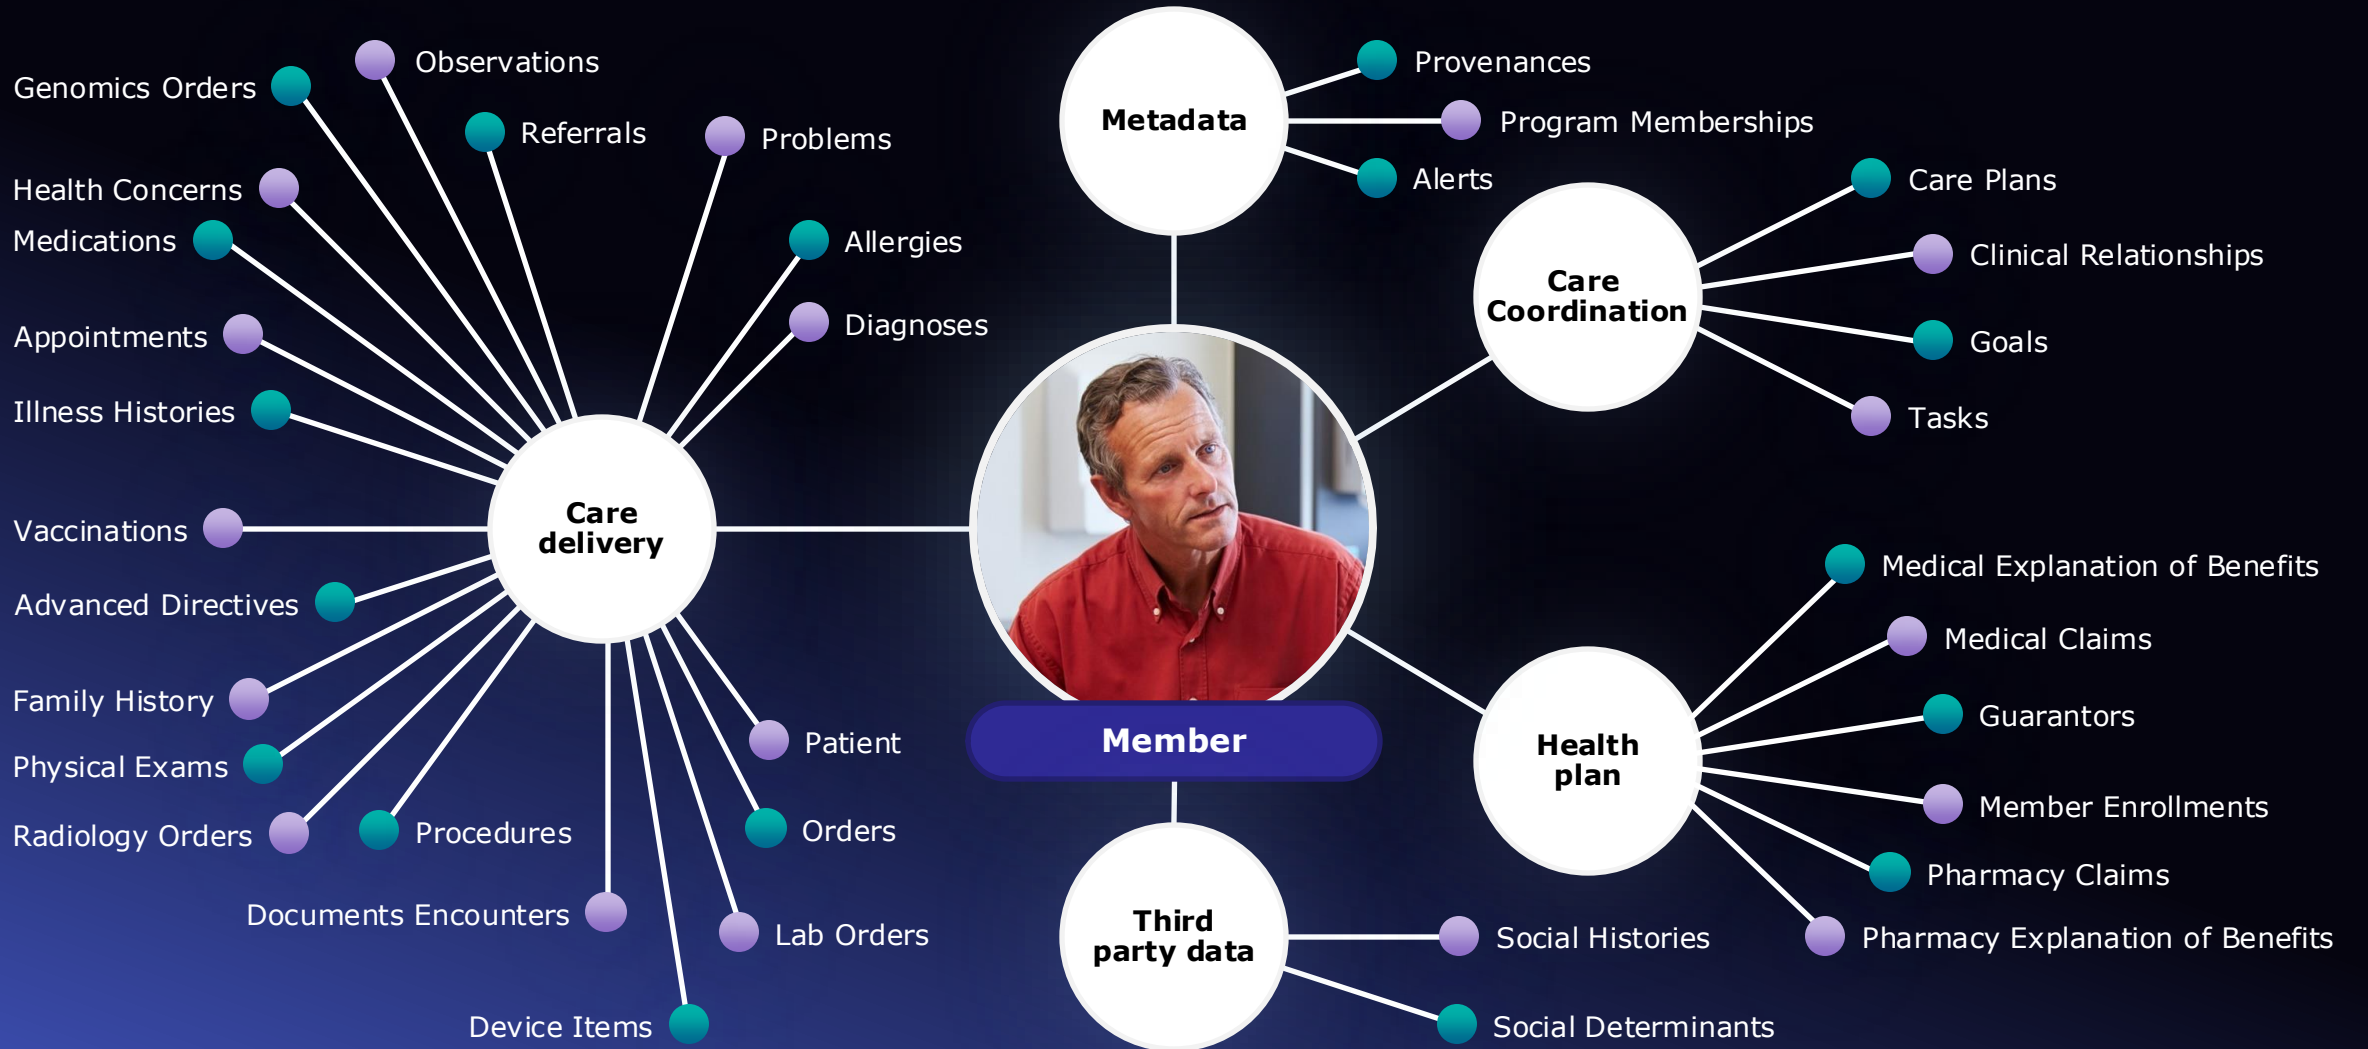 Observations
Genomics Orders
Referrals
Problems
Health Concerns
Medications
Allergies
Diagnoses
Appointments
Illness Histories
Care
delivery
Vaccinations
Advanced Directives
Family History
Physical Exams
Radiology Orders
Procedures
Documents Encounters
Device Items
Lab Orders
Orders
Patient
Metadata
Provenances
Program Memberships
Alerts
Care
Coordination
Care Plans
Clinical Relationships
Goals
Tasks
Member
Health
plan
Medical Explanation of Benefits
Medical Claims
Guarantors
Member Enrollments
Pharmacy Claims
Pharmacy Explanation of Benefits
Third
party data
Social Histories
Social Determinants